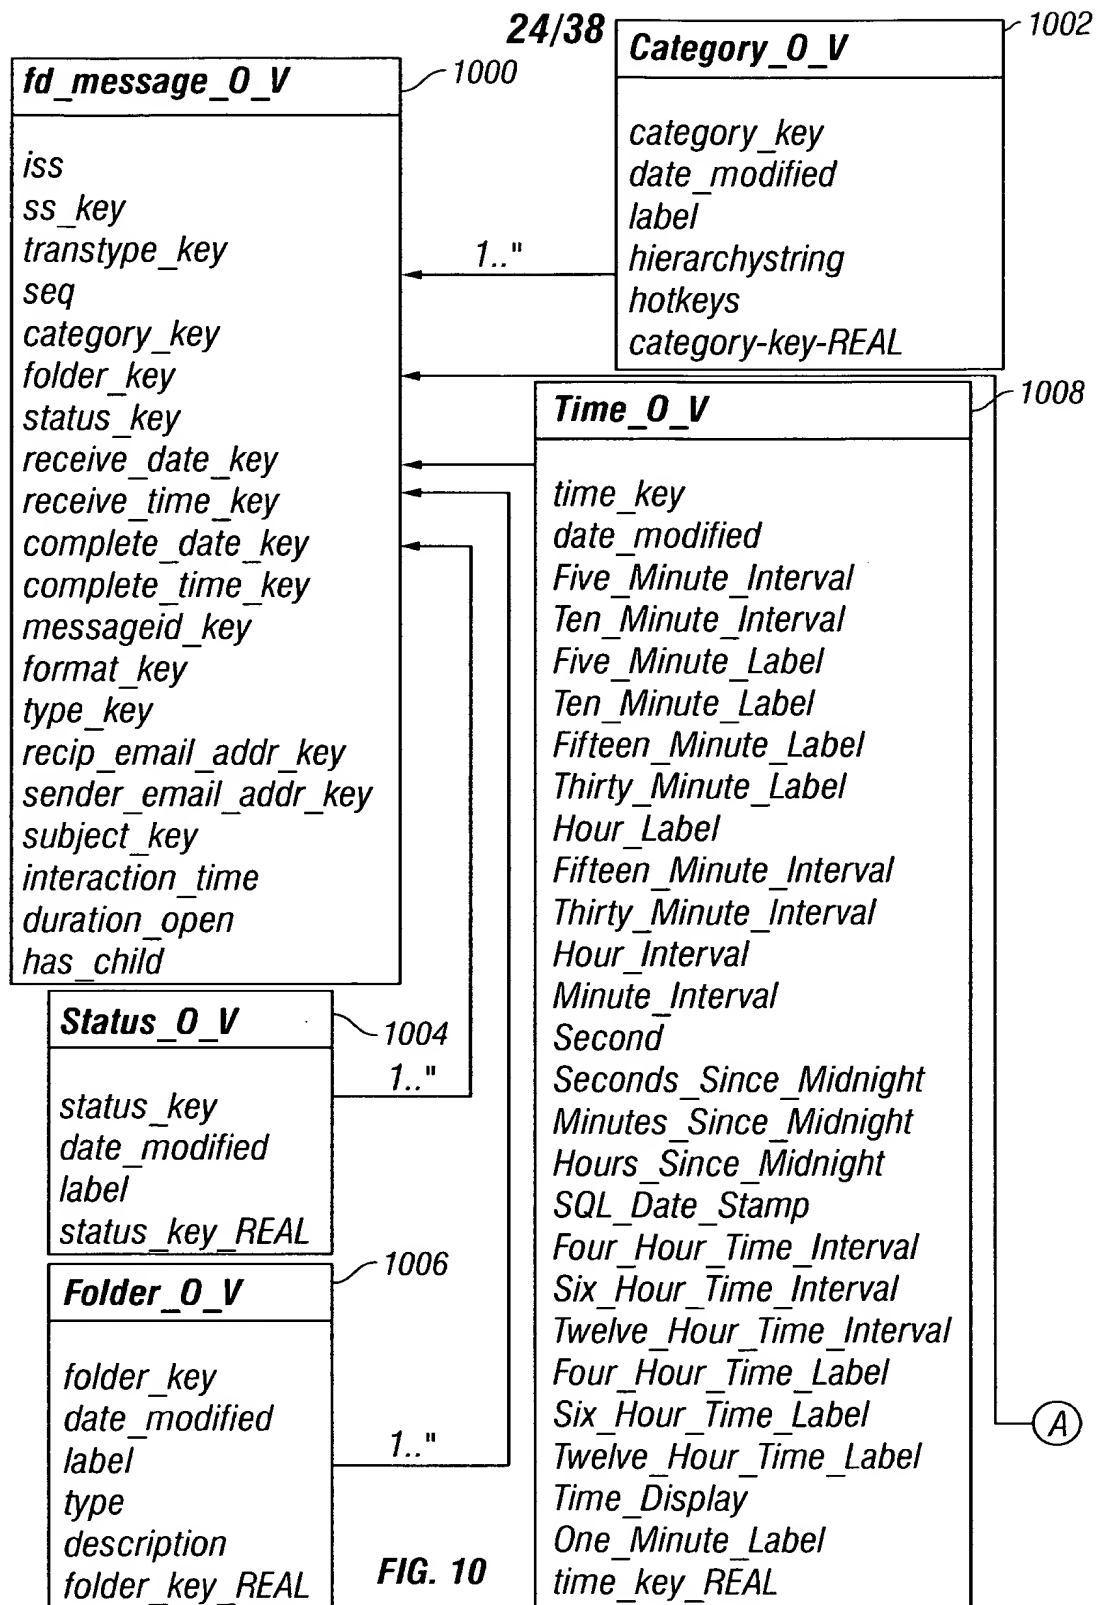 24/38
fd_message_O_V
1000
iss
ss_key
transtype_key
seq
category_key
folder_key
status_key
receive_date_key
receive_time_key
complete_date_key
complete_time_key
messageid_key
format_key
type_key
recip_email_addr_key
sender_email_addr_key
subject_key
interaction_time
duration_open
has_child
Category_O_V
1002
category_key
date_modified
label
hierarchystring
hotkeys
category-key-REAL
1.."
Status_O_V
1004
status_key
date_modified
label
status_key_REAL
1.."
Folder_O_V
1006
folder_key
date_modified
label
type
description
folder_key_REAL
1.."
Time_O_V
1008
time_key
date_modified
Five_Minute_Interval
Ten_Minute_Interval
Five_Minute_Label
Ten_Minute_Label
Fifteen_Minute_Label
Thirty_Minute_Label
Hour_Label
Fifteen_Minute_Interval
Thirty_Minute_Interval
Hour_Interval
Minute_Interval
Second
Seconds_Since_Midnight
Minutes_Since_Midnight
Hours_Since_Midnight
SQL_Date_Stamp
Four_Hour_Time_Interval
Six_Hour_Time_Interval
Twelve_Hour_Time_Interval
Four_Hour_Time_Label
Six_Hour_Time_Label
Twelve_Hour_Time_Label
Time_Display
One_Minute_Label
time_key_REAL
A
FIG. 10